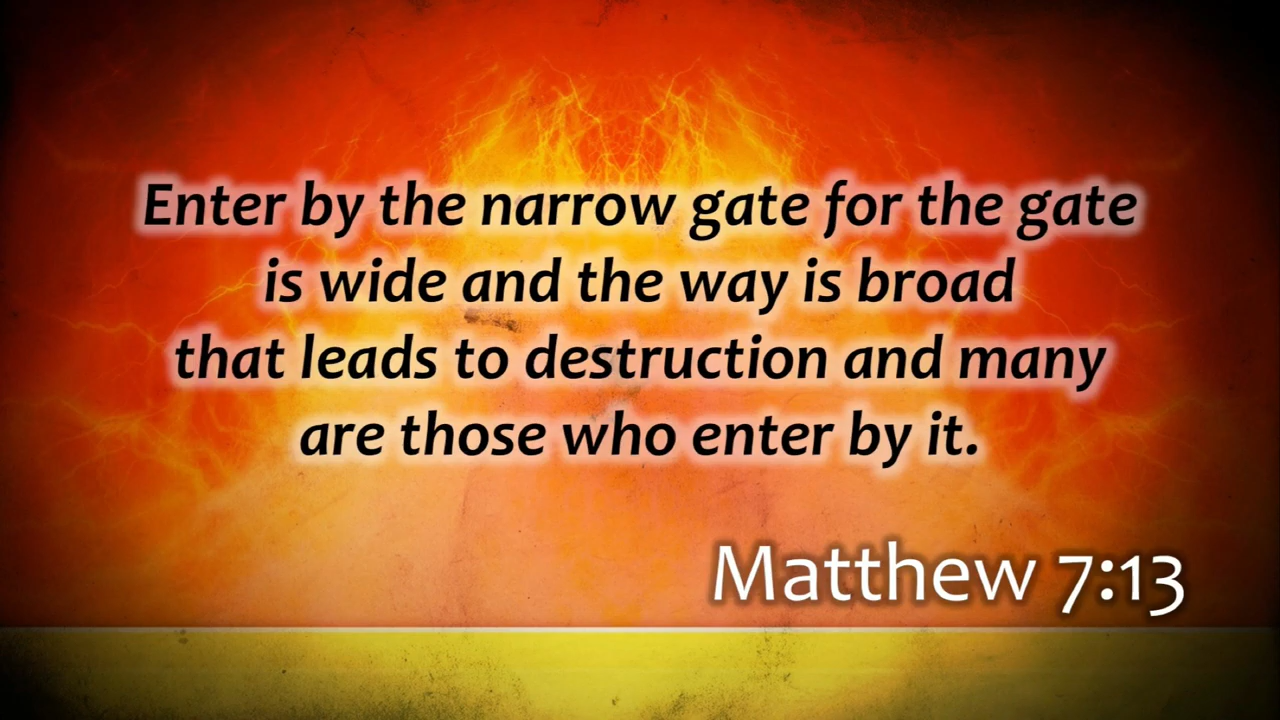 Enter by the narrow gate for the gate
is wide and the way is broad
that leads to destruction and many
are those who enter by it.
Matthew 7:13